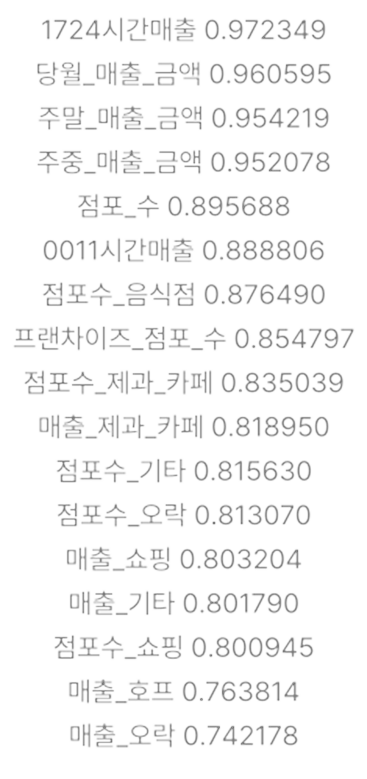 1724시간매출 0.972349
당월_매출_금액 0.960595
주말_매출_금액 0.954219
주중_매출_금액 0.952078
점포_수 0.895688
0011시간매출 0.888806
점포수_음식점 0.876490
프랜차이즈_점포_수 0.854797
점포수_제과_카페 0.835039
매출_제과_카페 0.818950
점포수_기타 0.815630
점포수_오락 0.813070
매출_쇼핑 0.803204
매출_기타 0.801790
점포수_쇼핑 0.800945
매출_호프 0.763814
매출_오락 0.742178